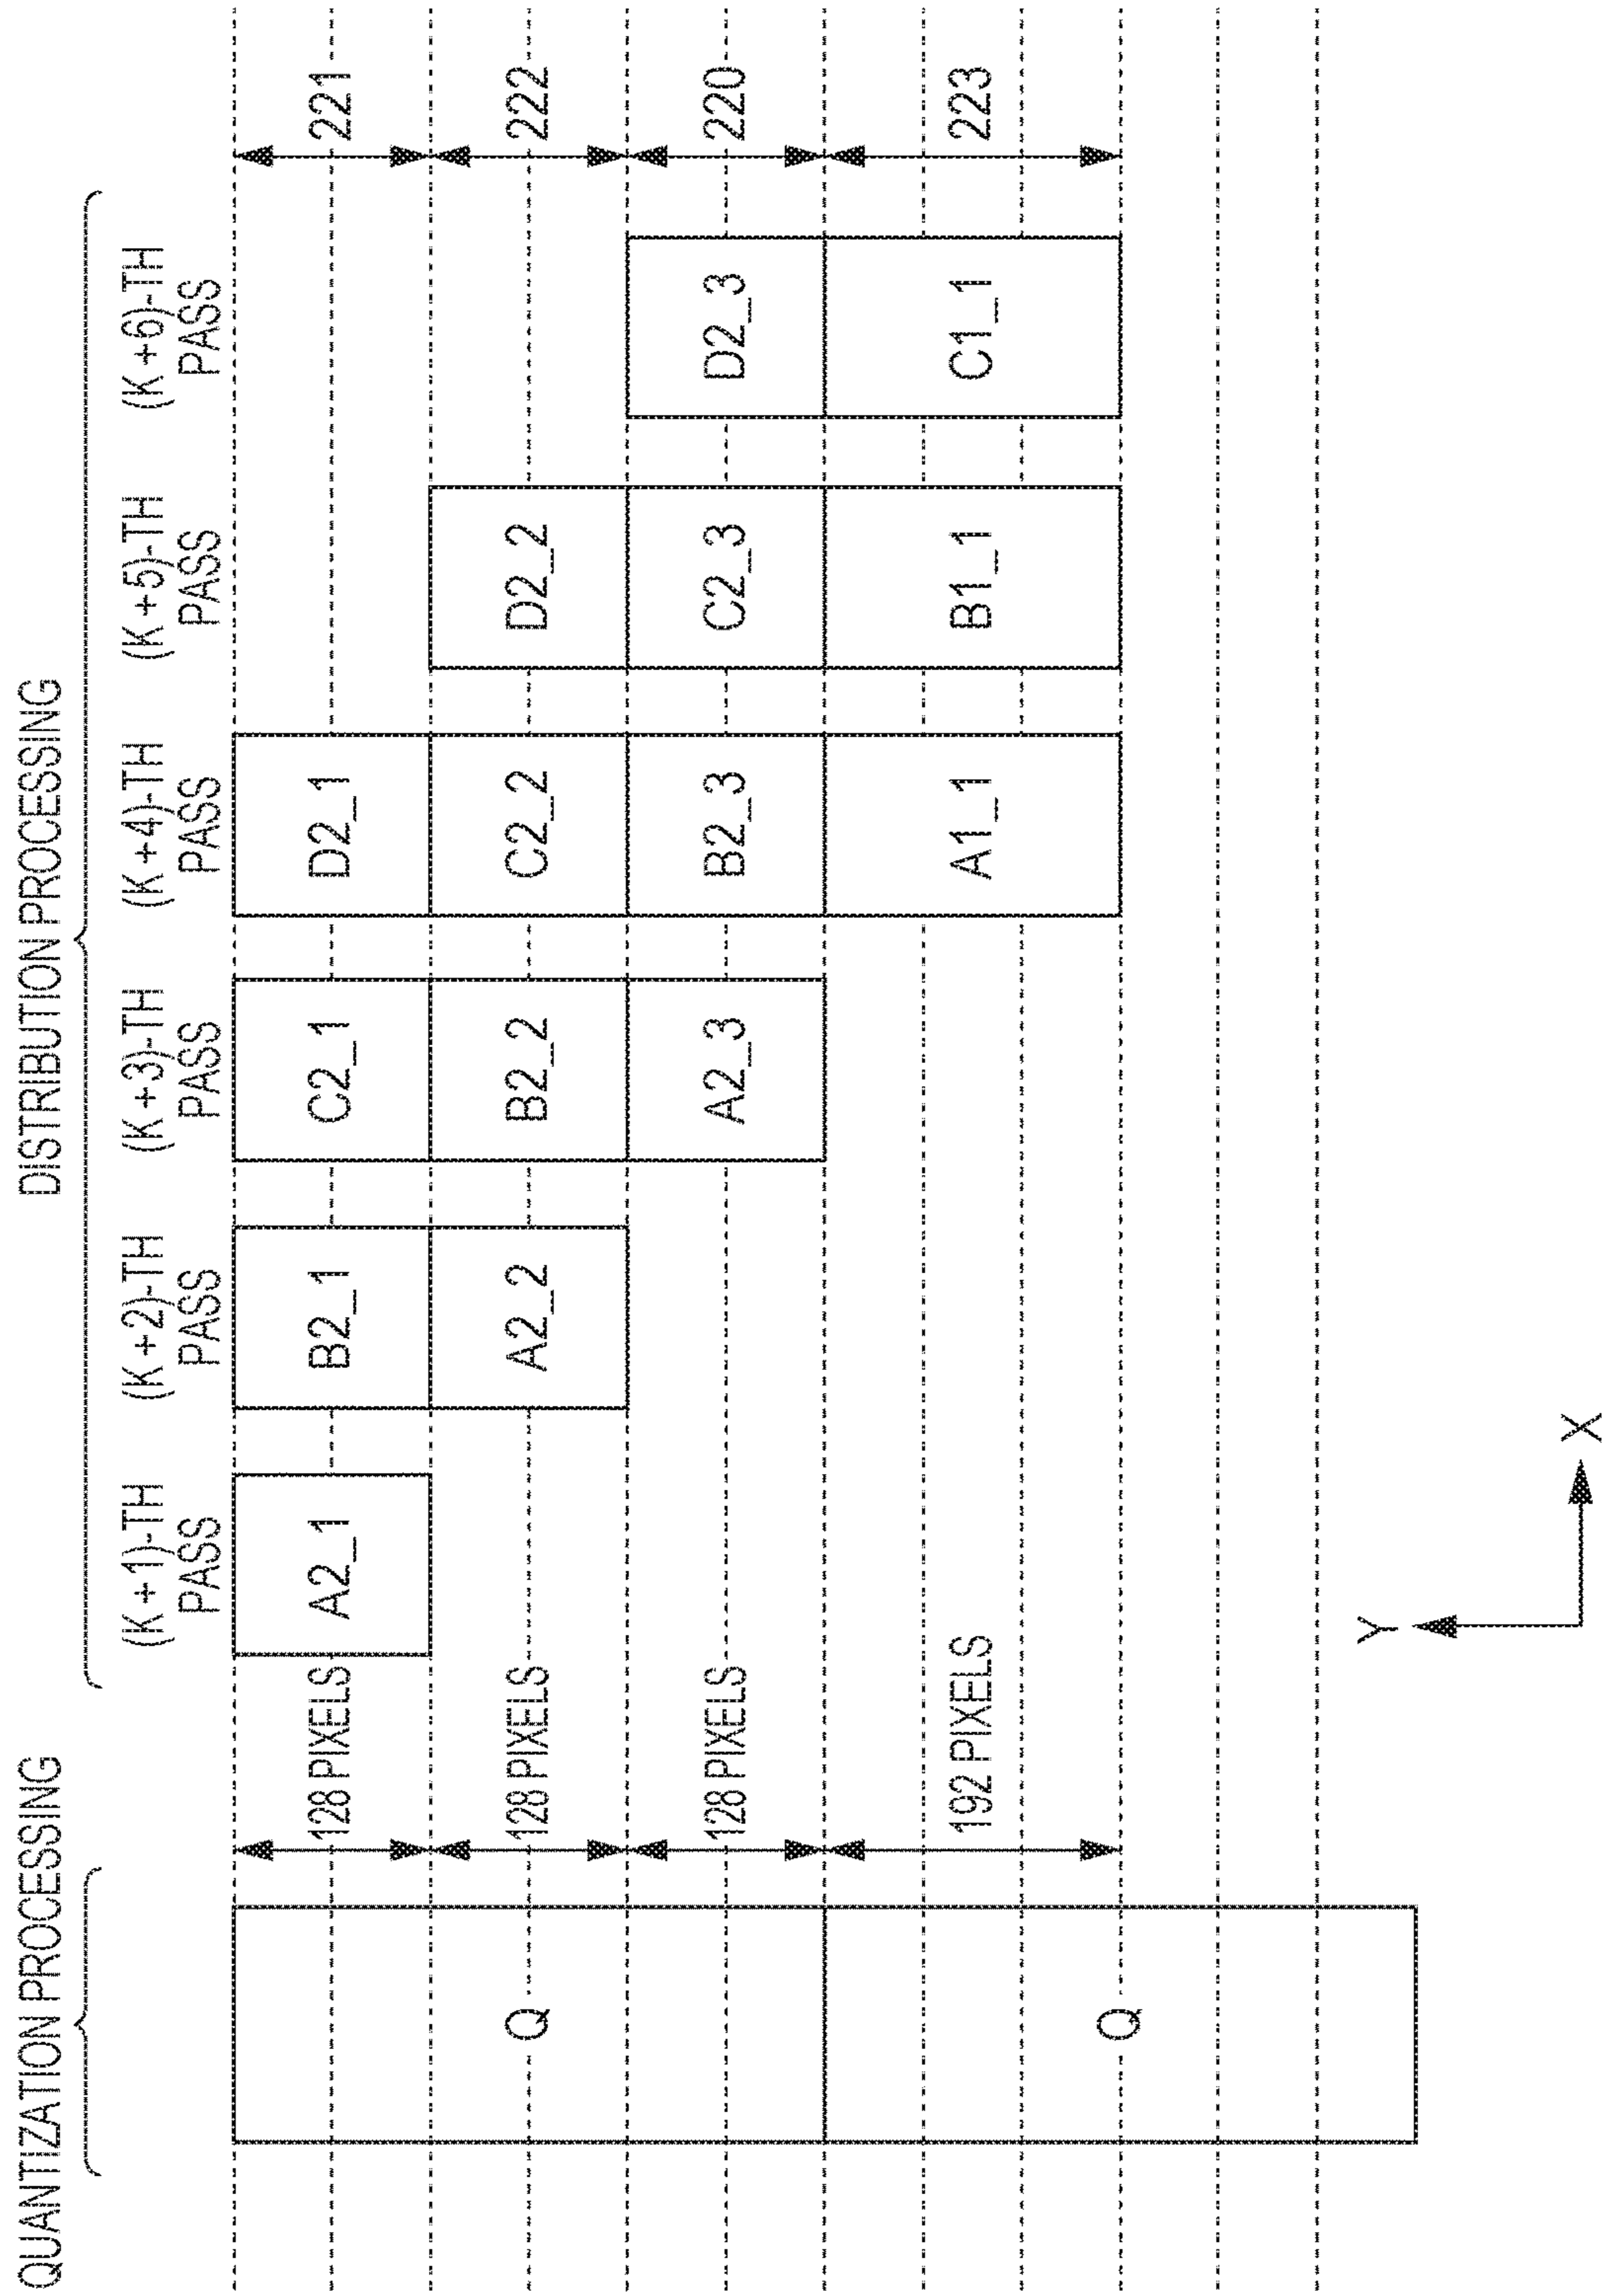 QUANTIZATION PROCESSING
DISTRIBUTION PROCESSING
(K+1)-TH
PASS
(K+2)-TH
PASS
(K+3)-TH
PASS
(K+4)-TH
PASS
(K+5)-TH
PASS
(K+6)-TH
PASS
128 PIXELS
A2_1
B2_1
C2_1
D2_1
221
Q
128 PIXELS
A2_2
B2_2
C2_2
D2_2
222
128 PIXELS
A2_3
B2_3
C2_3
D2_3
220
192 PIXELS
A1_1
B1_1
C1_1
223
Q
Y
X